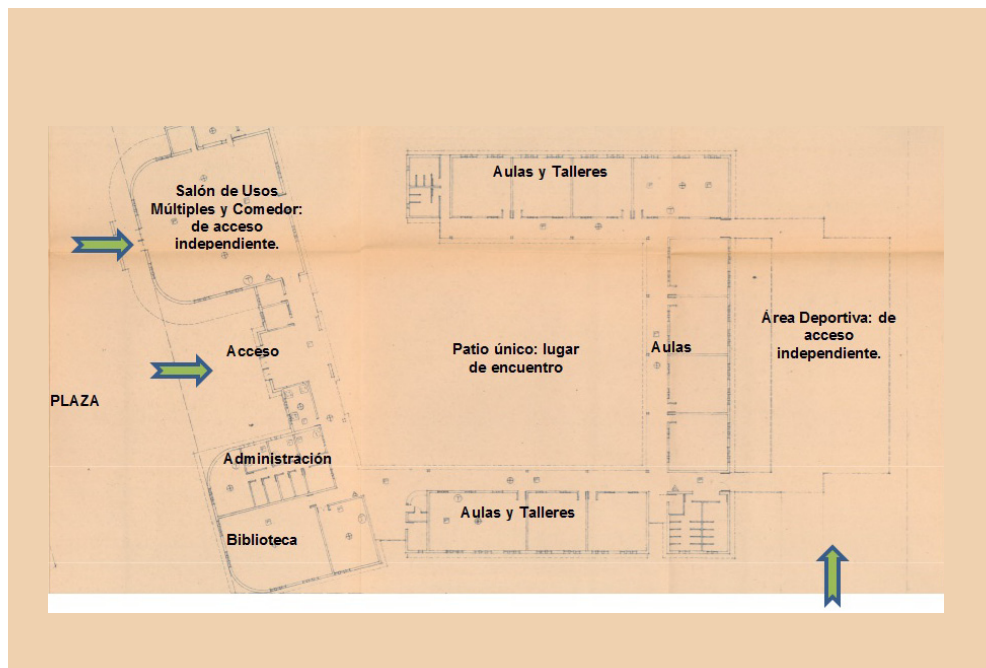 Aulas y Talleres
Salón de Usos
Múltiples y Comedor:
de acceso
independiente.
Área Deportiva: de
acceso
independiente.
Acceso
Patio único: lugar
de encuentro
Aulas
PLAZA
Administración
Aulas y Talleres
Biblioteca